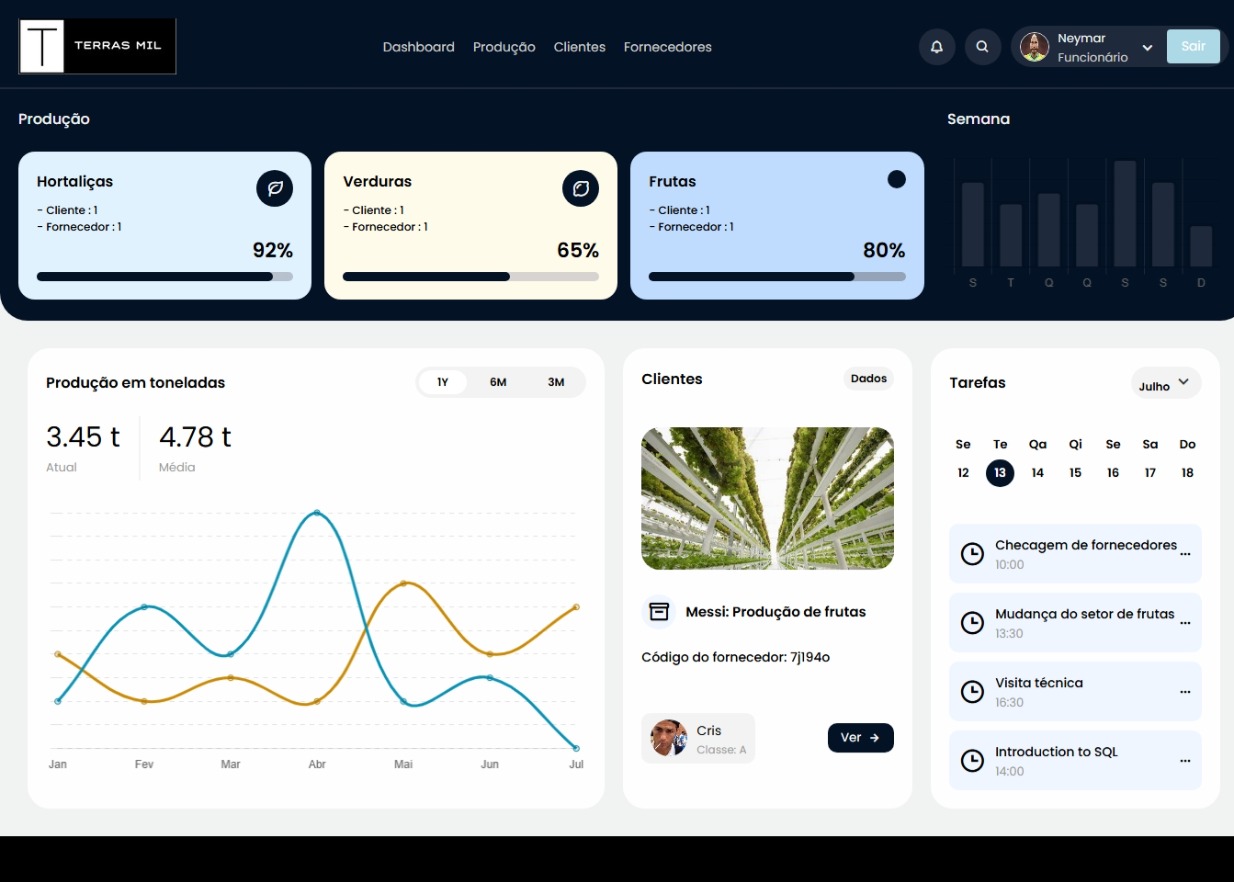 T TERRAS MIL
Dashboard Produção Clientes Fornecedores
Neymar
Funcionário
Sair
Produção
Semana
Hortaliças
- Cliente : 1
- Fornecedor : 1
92%
Verduras
- Cliente : 1
- Fornecedor : 1
65%
Frutas
- Cliente : 1
- Fornecedor : 1
80%
S T Q Q S S D
Produção em toneladas
1Y 6M 3M
3.45 t
Atual
4.78 t
Média
Jan Fev Mar Abr Mai Jun Jul
Clientes
Dados
Messi: Produção de frutas
Código do fornecedor: 7j194o
Cris
Classe: A
Ver
Tarefas
Julho
Se Te Qa Qi Se Sa Do
12 13 14 15 16 17 18
Checagem de fornecedores
10:00
Mudança do setor de frutas
13:30
Visita técnica
16:30
Introduction to SQL
14:00